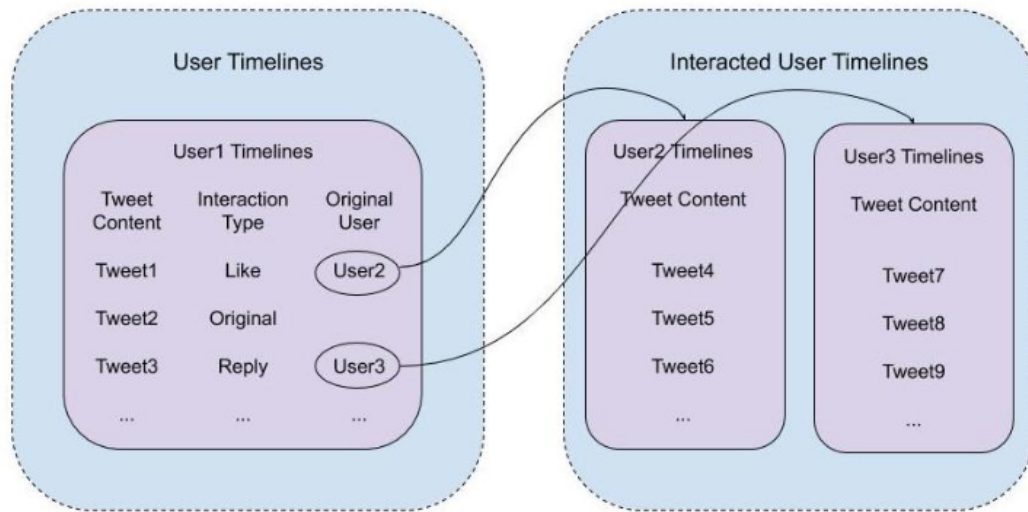 User Timelines
User1 Timelines
Tweet Interaction Original
Content Type User
Tweet1 Like User2
Tweet2 Original
Tweet3 Reply User3
... ... ...
Interacted User Timelines
User2 Timelines
Tweet Content
Tweet4
Tweet5
Tweet6
...
User3 Timelines
Tweet Content
Tweet7
Tweet8
Tweet9
...